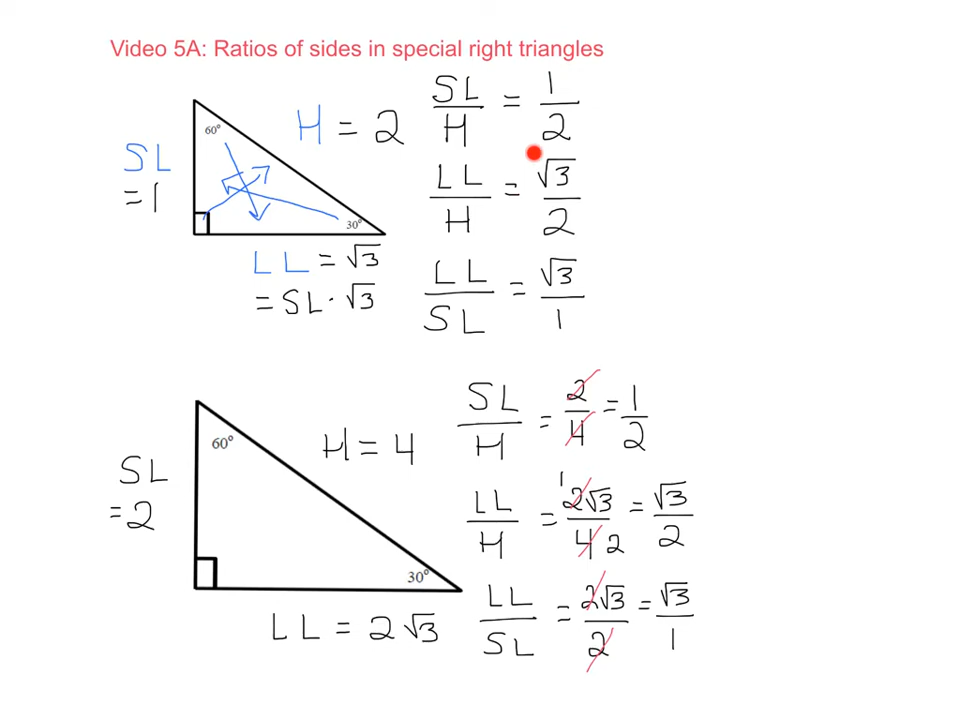 Video 5A: Ratios of sides in special right triangles
60°
30°
SL
= 1
H = 2
LL = √3
= SL · √3
SL/H = 1/2
LL/H = √3/2
LL/SL = √3/1
60°
30°
SL
= 2
H = 4
LL = 2√3
SL/H = 2/4 = 1/2
LL/H = 1 2√3/4 2 = √3/2
LL/SL = 2√3/2 = √3/1